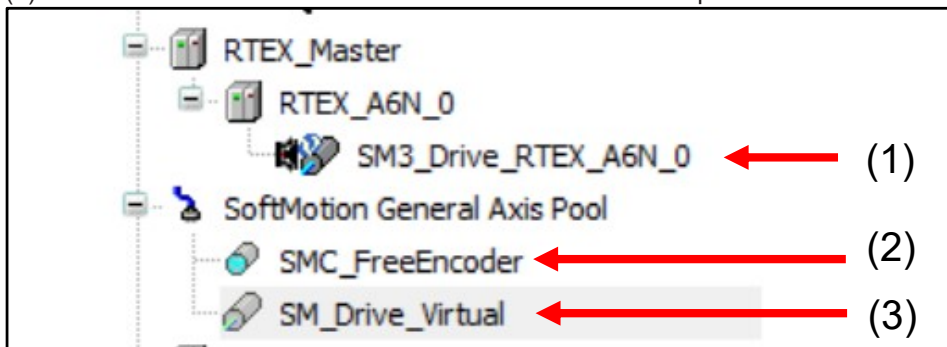 RTEX_Master
RTEX_A6N_0
SM3_Drive_RTEX_A6N_0 (1)
SoftMotion General Axis Pool
SMC_FreeEncoder (2)
SM_Drive_Virtual (3)